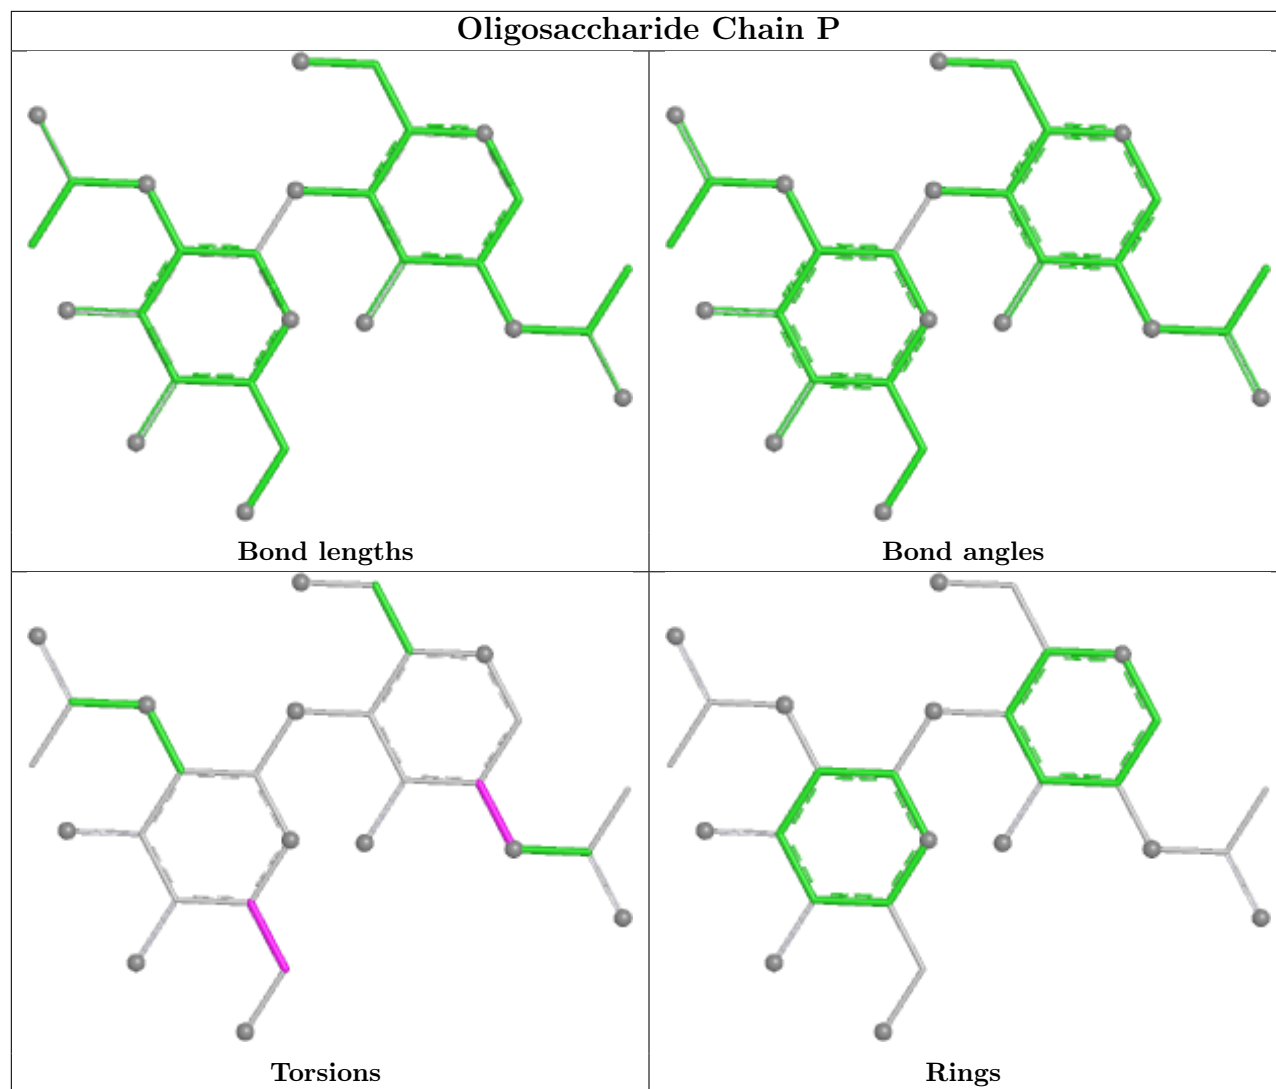 Oligosaccharide Chain P
Bond lengths
Bond angles
Torsions
Rings